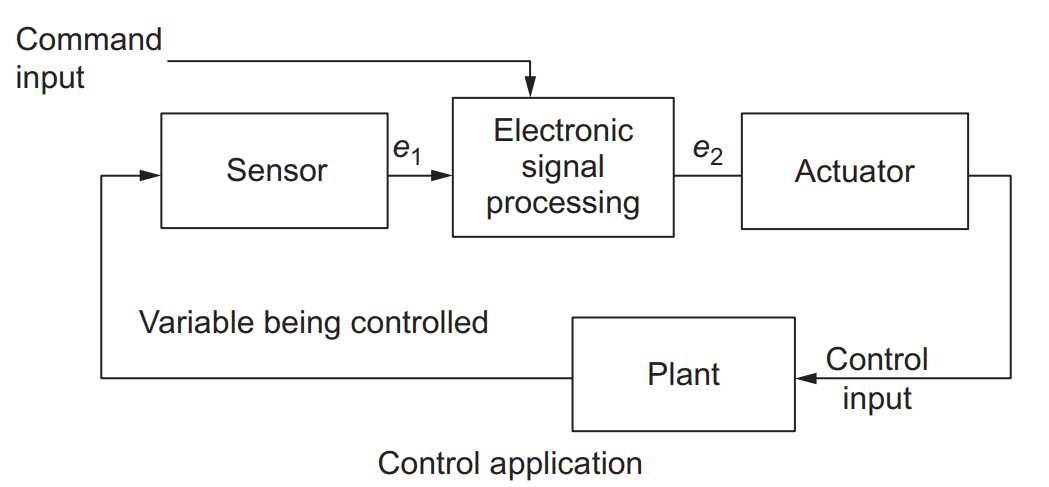 Command
input
Sensor
e1
Electronic
signal
processing
e2
Actuator
Variable being controlled
Plant
Control
input
Control application